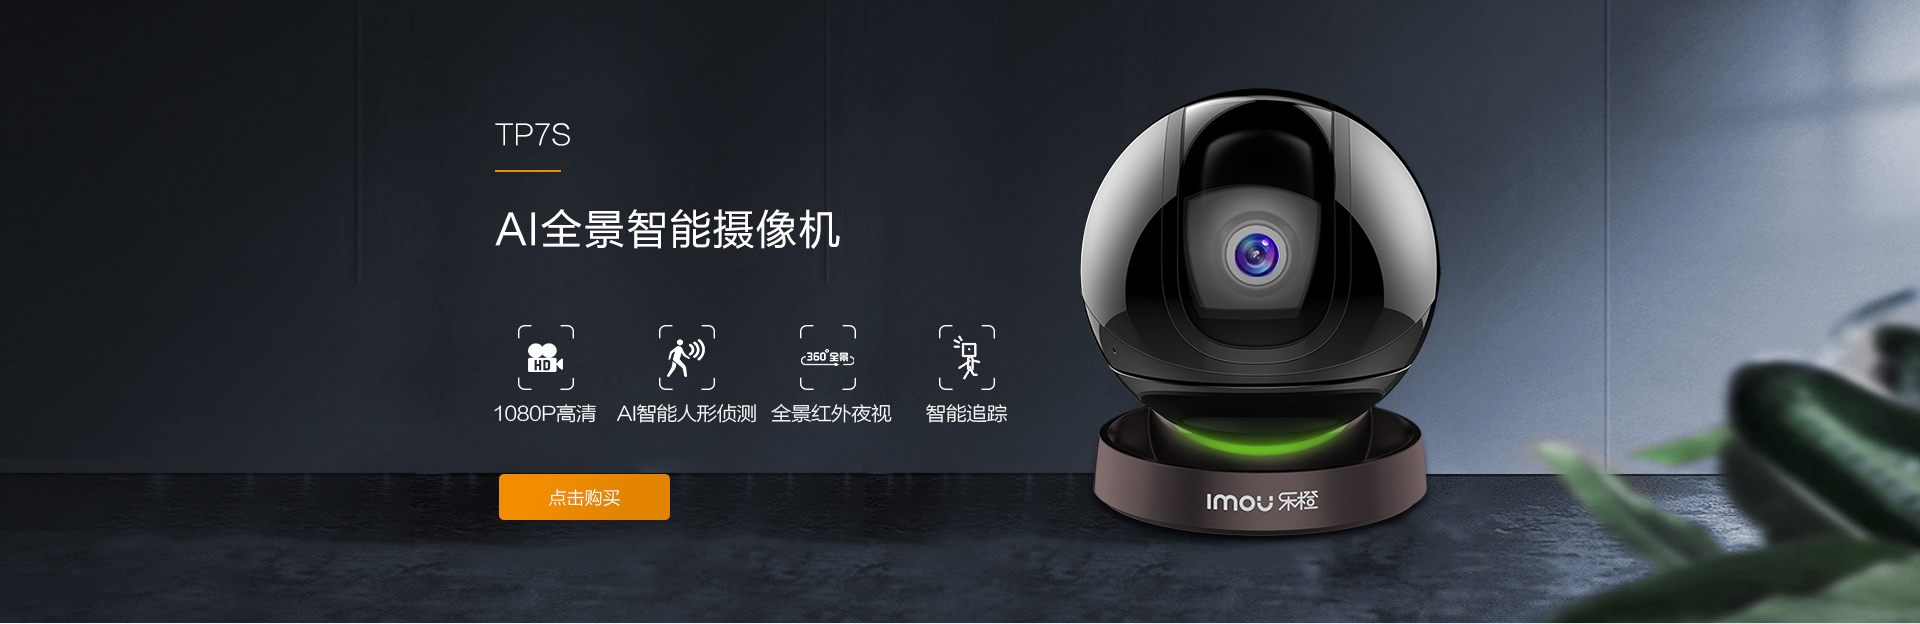 TP7S
AI全景智能摄像机
HD
360°全景
1080P高清
AI智能人形侦测
全景红外夜视
智能追踪
点击购买
imou 乐橙